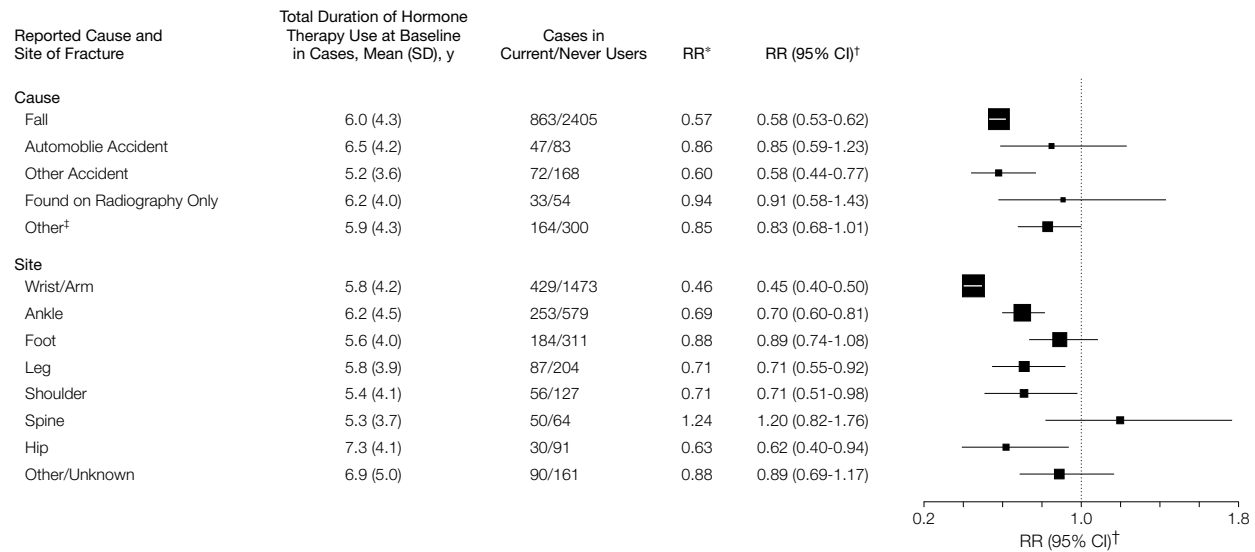 Reported Cause and Site of Fracture	Total Duration of Hormone Therapy Use at Baseline in Cases, Mean (SD), y	Cases in Current/Never Users	RR*	RR (95% CI)†
Cause
Fall	6.0 (4.3)	863/2405	0.57	0.58 (0.53-0.62)
Automoblie Accident	6.5 (4.2)	47/83	0.86	0.85 (0.59-1.23)
Other Accident	5.2 (3.6)	72/168	0.60	0.58 (0.44-0.77)
Found on Radiography Only	6.2 (4.0)	33/54	0.94	0.91 (0.58-1.43)
Other‡	5.9 (4.3)	164/300	0.85	0.83 (0.68-1.01)
Site
Wrist/Arm	5.8 (4.2)	429/1473	0.46	0.45 (0.40-0.50)
Ankle	6.2 (4.5)	253/579	0.69	0.70 (0.60-0.81)
Foot	5.6 (4.0)	184/311	0.88	0.89 (0.74-1.08)
Leg	5.8 (3.9)	87/204	0.71	0.71 (0.55-0.92)
Shoulder	5.4 (4.1)	56/127	0.71	0.71 (0.51-0.98)
Spine	5.3 (3.7)	50/64	1.24	1.20 (0.82-1.76)
Hip	7.3 (4.1)	30/91	0.63	0.62 (0.40-0.94)
Other/Unknown	6.9 (5.0)	90/161	0.88	0.89 (0.69-1.17)
0.2	1.0	1.8
RR (95% CI)†